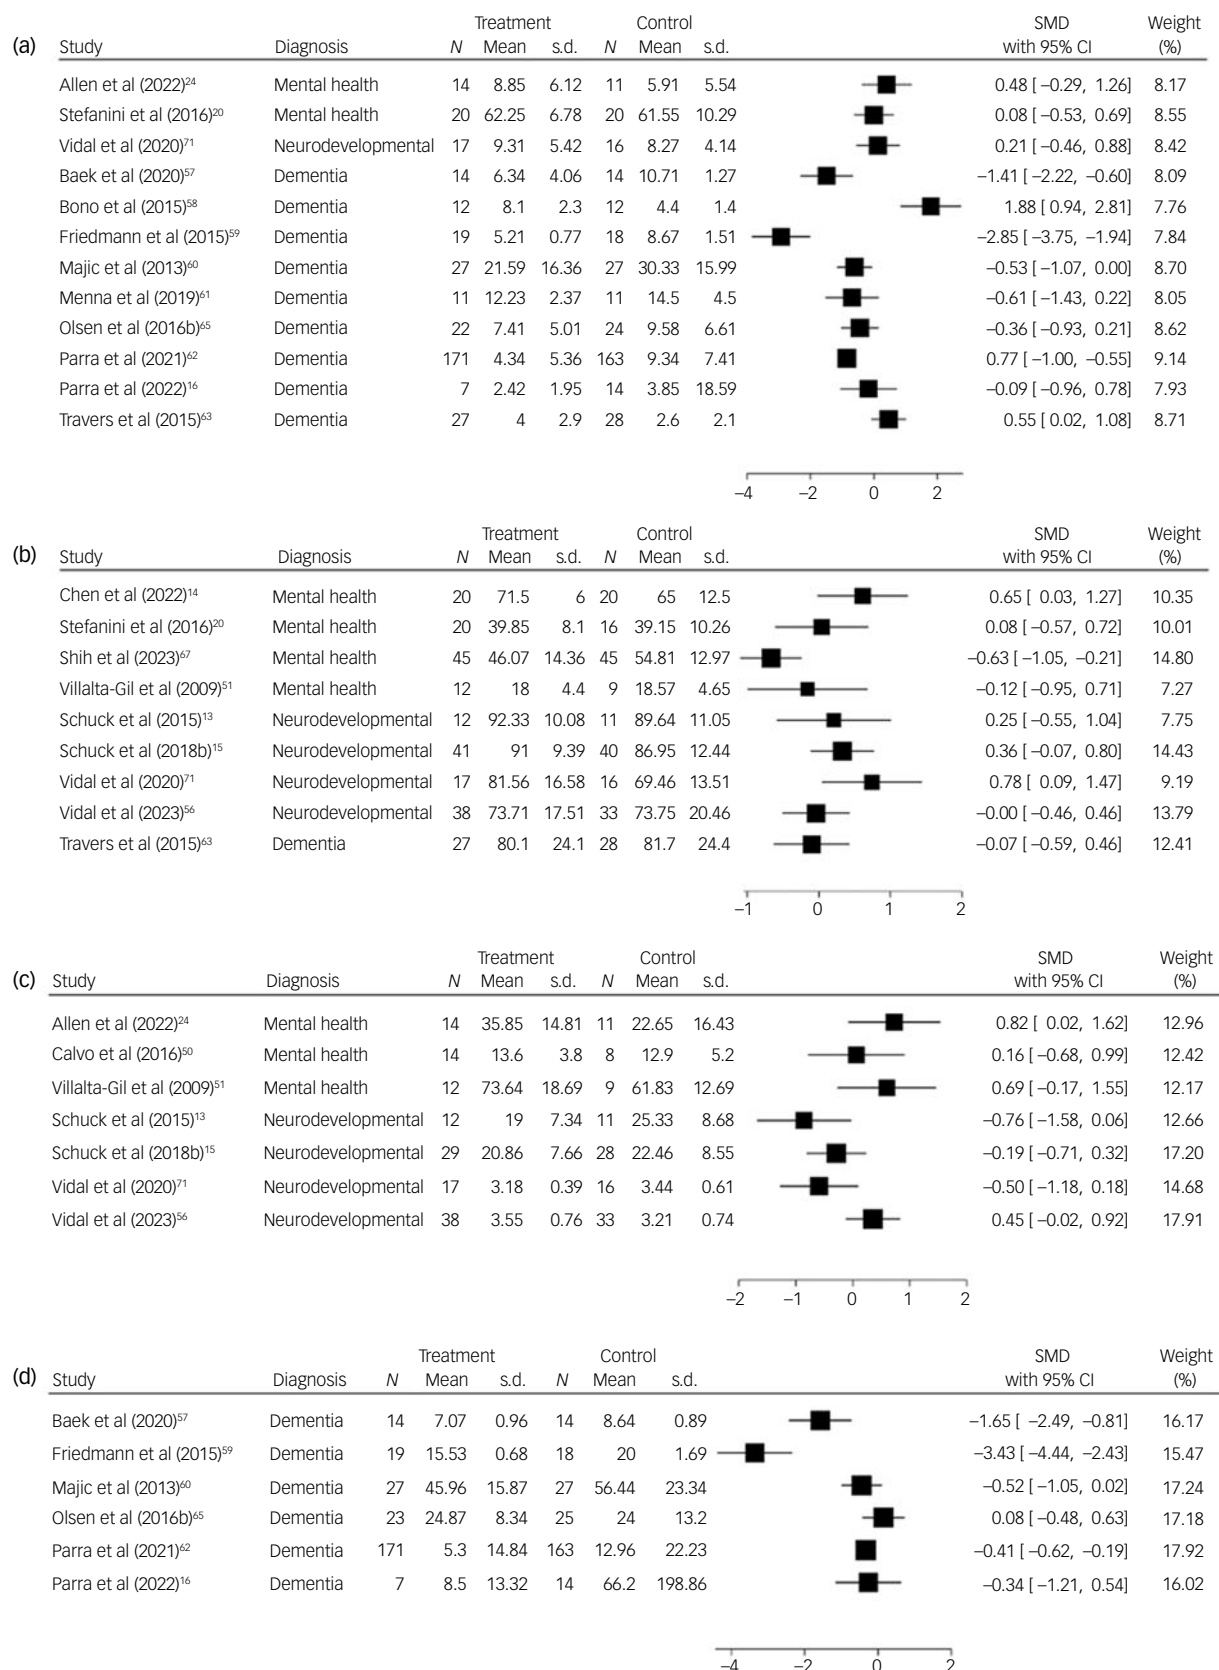 Treatment Control SMD Weight
(a) Study Diagnosis N Mean s.d. N Mean s.d. with 95% CI (%)
Allen et al (2022)24 Mental health 14 8.85 6.12 11 5.91 5.54 0.48 [ −0.29, 1.26] 8.17
Stefanini et al (2016)20 Mental health 20 62.25 6.78 20 61.55 10.29 0.08 [ −0.53, 0.69] 8.55
Vidal et al (2020)71 Neurodevelopmental 17 9.31 5.42 16 8.27 4.14 0.21 [ −0.46, 0.88] 8.42
Baek et al (2020)57 Dementia 14 6.34 4.06 14 10.71 1.27 −1.41 [ −2.22, −0.60] 8.09
Bono et al (2015)58 Dementia 12 8.1 2.3 12 4.4 1.4 1.88 [ 0.94, 2.81] 7.76
Friedmann et al (2015)59 Dementia 19 5.21 0.77 18 8.67 1.51 −2.85 [ −3.75, −1.94] 7.84
Majic et al (2013)60 Dementia 27 21.59 16.36 27 30.33 15.99 −0.53 [ −1.07, 0.00] 8.70
Menna et al (2019)61 Dementia 11 12.23 2.37 11 14.5 4.5 −0.61 [ −1.43, 0.22] 8.05
Olsen et al (2016b)65 Dementia 22 7.41 5.01 24 9.58 6.61 −0.36 [ −0.93, 0.21] 8.62
Parra et al (2021)62 Dementia 171 4.34 5.36 163 9.34 7.41 0.77 [ −1.00, −0.55] 9.14
Parra et al (2022)16 Dementia 7 2.42 1.95 14 3.85 18.59 −0.09 [ −0.96, 0.78] 7.93
Travers et al (2015)63 Dementia 27 4 2.9 28 2.6 2.1 0.55 [ 0.02, 1.08] 8.71
−4 −2 0 2
Treatment Control SMD Weight
(b) Study Diagnosis N Mean s.d. N Mean s.d. with 95% CI (%)
Chen et al (2022)14 Mental health 20 71.5 6 20 65 12.5 0.65 [ 0.03, 1.27] 10.35
Stefanini et al (2016)20 Mental health 20 39.85 8.1 16 39.15 10.26 0.08 [ −0.57, 0.72] 10.01
Shih et al (2023)67 Mental health 45 46.07 14.36 45 54.81 12.97 −0.63 [ −1.05, −0.21] 14.80
Villalta-Gil et al (2009)51 Mental health 12 18 4.4 9 18.57 4.65 −0.12 [ −0.95, 0.71] 7.27
Schuck et al (2015)13 Neurodevelopmental 12 92.33 10.08 11 89.64 11.05 0.25 [ −0.55, 1.04] 7.75
Schuck et al (2018b)15 Neurodevelopmental 41 91 9.39 40 86.95 12.44 0.36 [ −0.07, 0.80] 14.43
Vidal et al (2020)71 Neurodevelopmental 17 81.56 16.58 16 69.46 13.51 0.78 [ 0.09, 1.47] 9.19
Vidal et al (2023)56 Neurodevelopmental 38 73.71 17.51 33 73.75 20.46 −0.00 [ −0.46, 0.46] 13.79
Travers et al (2015)63 Dementia 27 80.1 24.1 28 81.7 24.4 −0.07 [ −0.59, 0.46] 12.41
−1 0 1 2
Treatment Control SMD Weight
(c) Study Diagnosis N Mean s.d. N Mean s.d. with 95% CI (%)
Allen et al (2022)24 Mental health 14 35.85 14.81 11 22.65 16.43 0.82 [ 0.02, 1.62] 12.96
Calvo et al (2016)50 Mental health 14 13.6 3.8 8 12.9 5.2 0.16 [ −0.68, 0.99] 12.42
Villalta-Gil et al (2009)51 Mental health 12 73.64 18.69 9 61.83 12.69 0.69 [ −0.17, 1.55] 12.17
Schuck et al (2015)13 Neurodevelopmental 12 19 7.34 11 25.33 8.68 −0.76 [ −1.58, 0.06] 12.66
Schuck et al (2018b)15 Neurodevelopmental 29 20.86 7.66 28 22.46 8.55 −0.19 [ −0.71, 0.32] 17.20
Vidal et al (2020)71 Neurodevelopmental 17 3.18 0.39 16 3.44 0.61 −0.50 [ −1.18, 0.18] 14.68
Vidal et al (2023)56 Neurodevelopmental 38 3.55 0.76 33 3.21 0.74 0.45 [ −0.02, 0.92] 17.91
−2 −1 0 1 2
Treatment Control SMD Weight
(d) Study Diagnosis N Mean s.d. N Mean s.d. with 95% CI (%)
Baek et al (2020)57 Dementia 14 7.07 0.96 14 8.64 0.89 −1.65 [ −2.49, −0.81] 16.17
Friedmann et al (2015)59 Dementia 19 15.53 0.68 18 20 1.69 −3.43 [ −4.44, −2.43] 15.47
Majic et al (2013)60 Dementia 27 45.96 15.87 27 56.44 23.34 −0.52 [ −1.05, 0.02] 17.24
Olsen et al (2016b)65 Dementia 23 24.87 8.34 25 24 13.2 0.08 [ −0.48, 0.63] 17.18
Parra et al (2021)62 Dementia 171 5.3 14.84 163 12.96 22.23 −0.41 [ −0.62, −0.19] 17.92
Parra et al (2022)16 Dementia 7 8.5 13.32 14 66.2 198.86 −0.34 [ −1.21, 0.54] 16.02
−4 −2 0 2